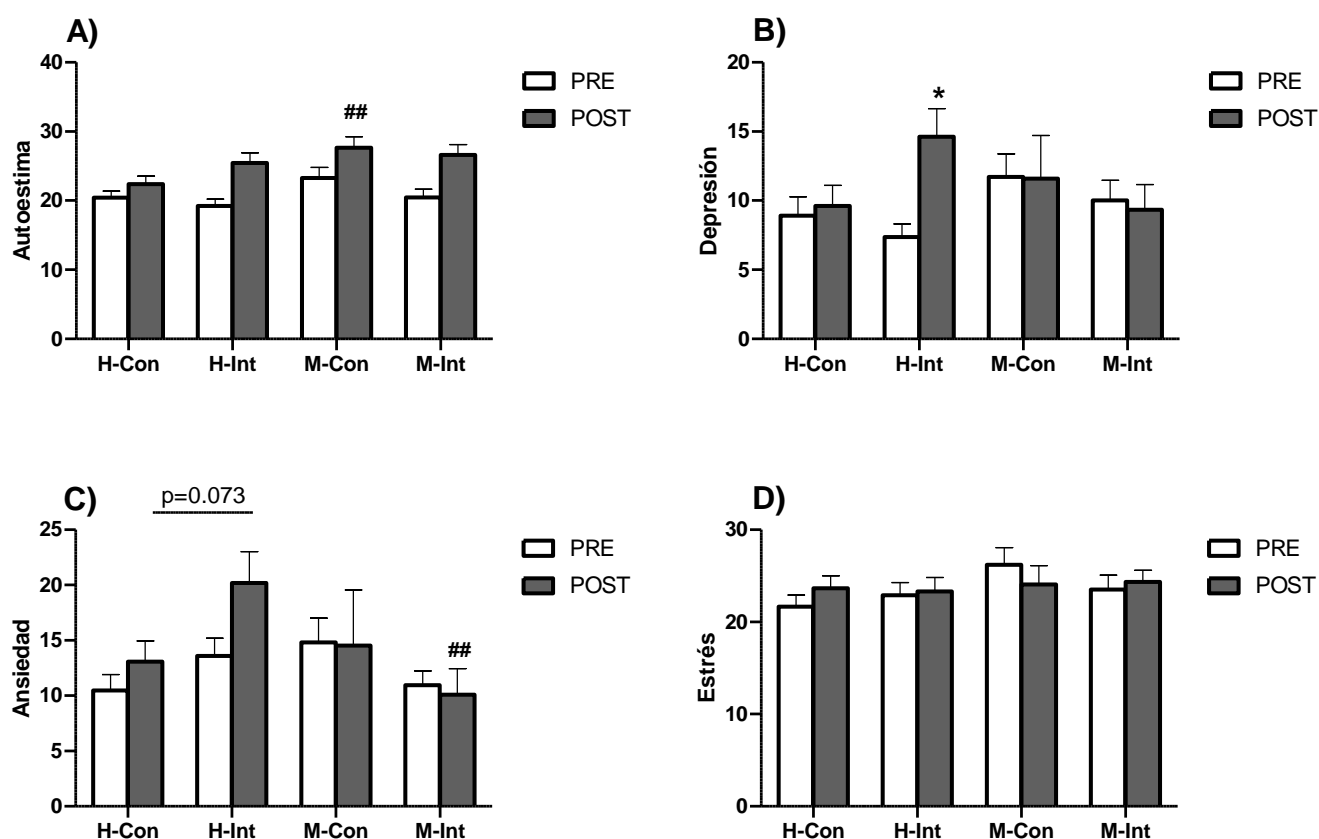 A)
40
30
20
10
0
Autoestima
##
H-Con H-Int M-Con M-Int
PRE
POST
B)
20
15
10
5
0
Depresión
*
H-Con H-Int M-Con M-Int
PRE
POST
C)
p=0.073
25
20
15
10
5
0
Ansiedad
##
H-Con H-Int M-Con M-Int
PRE
POST
D)
30
20
10
0
Estrés
H-Con H-Int M-Con M-Int
PRE
POST